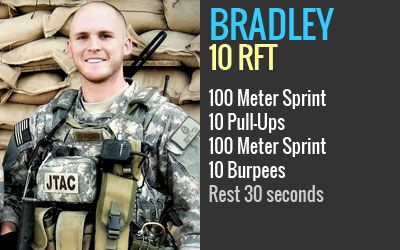 BRADLEY
10 RFT
100 Meter Sprint
10 Pull-Ups
100 Meter Sprint
10 Burpees
Rest 30 seconds
JTAC